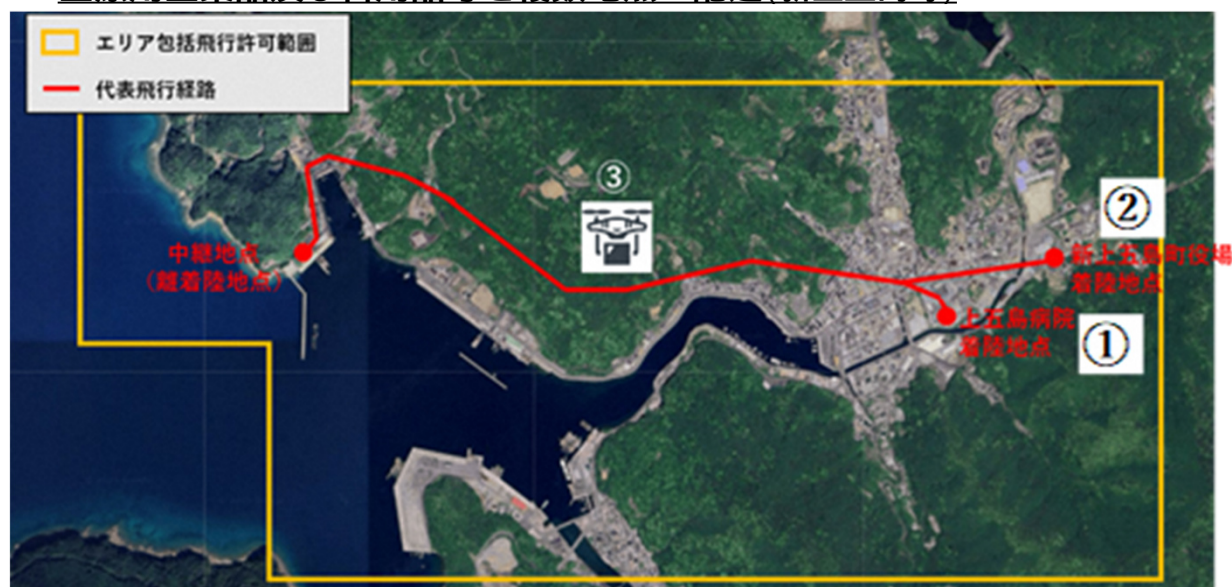 エリア包括飛行許可範囲
代表飛行経路
③
②
中継地点
(離着陸地点)
新上五島町役場
着陸地点
上五島病院
着陸地点
①